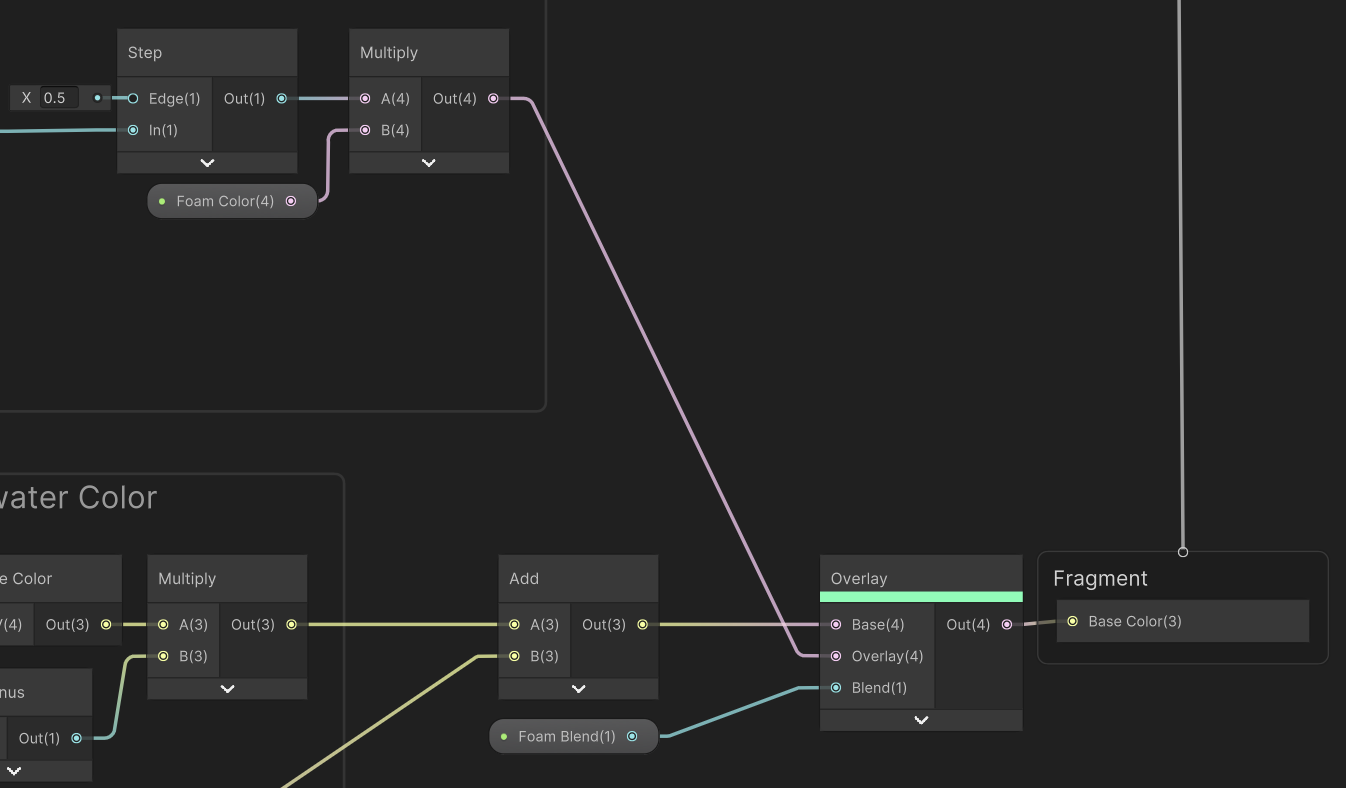 Step
Multiply
X 0.5
Edge(1)
Out(1)
A(4)
Out(4)
In(1)
B(4)
Foam Color(4)
water Color
e Color
Multiply
Add
Overlay
Fragment
V(4)
Out(3)
A(3)
Out(3)
A(3)
Out(3)
Base(4)
Out(4)
Base Color(3)
B(3)
B(3)
Overlay(4)
nus
Blend(1)
Out(1)
Foam Blend(1)